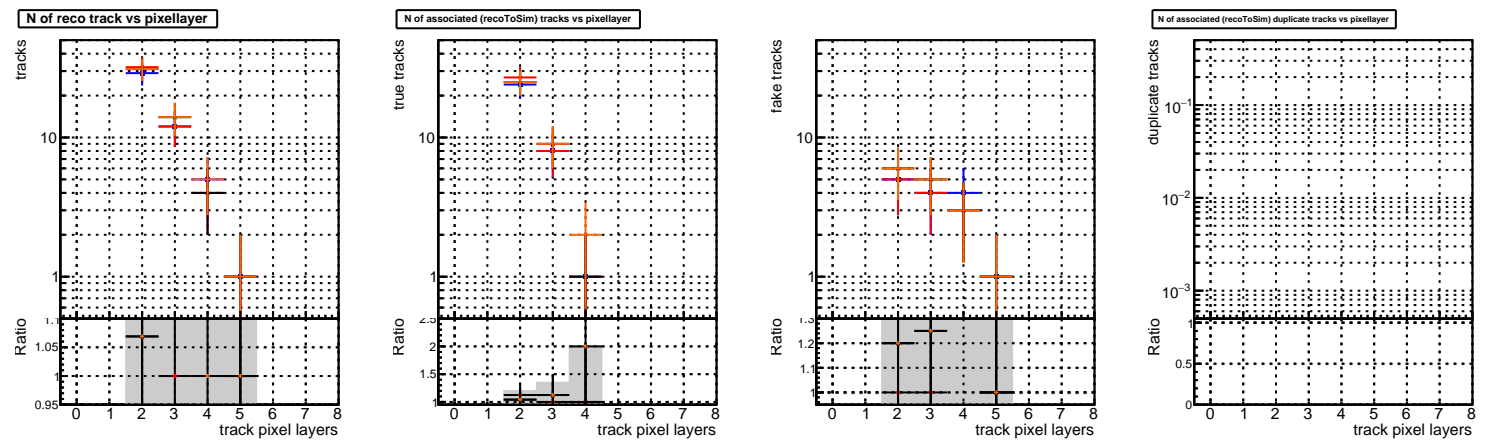 N of reco track vs pixellayer
tracks
10
1
Ratio
1.1
1.05
1
0.95
0 1 2 3 4 5 6 7 8
track pixel layers
N of associated (recoToSim) tracks vs pixellayer
true tracks
10
1
Ratio
2.5
2
1.5
1
0 1 2 3 4 5 6 7 8
track pixel layers
fake tracks
10
1
Ratio
1.3
1.2
1.1
1
0 1 2 3 4 5 6 7 8
track pixel layers
N of associated (recoToSim) duplicate tracks vs pixellayer
duplicate tracks
10⁻¹
10⁻²
10⁻³
Ratio
1
0.5
0
0 1 2 3 4 5 6 7 8
track pixel layers